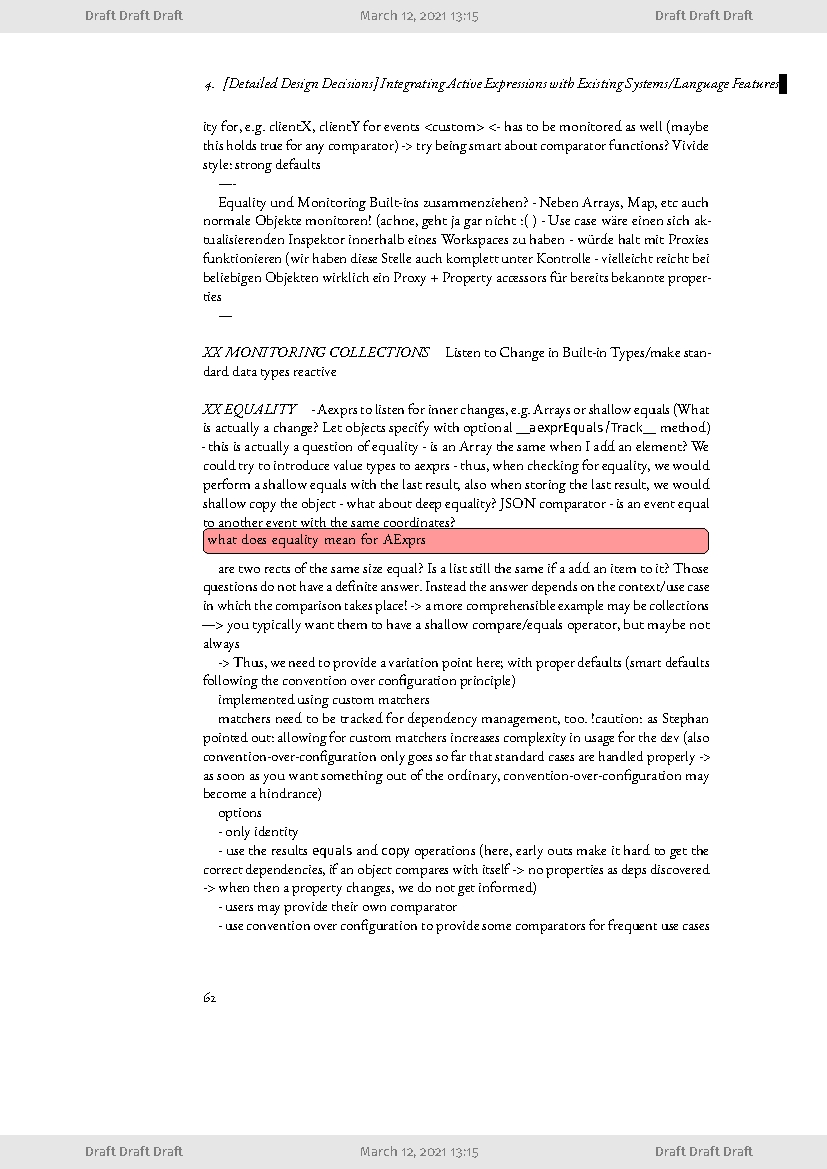 Draft Draft Draft March 12, 2021 13:15 Draft Draft Draft
4. [Detailed Design Decisions] Integrating Active Expressions with Existing Systems/Language Features
ity for, e.g. clientX, clientY for events <custom> <- has to be monitored as well (maybe
this holds true for any comparator) -> try being smart about comparator functions? Vivide
style: strong defaults
—-
Equality und Monitoring Built-ins zusammenziehen? - Neben Arrays, Map, etc auch
normale Objekte monitoren! (achne, geht ja gar nicht :( ) - Use case wäre einen sich ak-
tualisierenden Inspektor innerhalb eines Workspaces zu haben - würde halt mit Proxies
funktionieren (wir haben diese Stelle auch komplett unter Kontrolle - vielleicht reicht bei
beliebigen Objekten wirklich ein Proxy + Property accessors für bereits bekannte proper-
ties
—
XX MONITORING COLLECTIONS Listen to Change in Built-in Types/make stan-
dard data types reactive
XX EQUALITY - Aexprs to listen for inner changes, e.g. Arrays or shallow equals (What
is actually a change? Let objects specify with optional __aexprEquals/Track__ method)
- this is actually a question of equality - is an Array the same when I add an element? We
could try to introduce value types to aexprs - thus, when checking for equality, we would
perform a shallow equals with the last result, also when storing the last result, we would
shallow copy the object - what about deep equality? JSON comparator - is an event equal
to another event with the same coordinates?
what does equality mean for AExprs
are two rects of the same size equal? Is a list still the same if a add an item to it? Those
questions do not have a definite answer. Instead the answer depends on the context/use case
in which the comparison takes place! -> a more comprehensible example may be collections
—> you typically want them to have a shallow compare/equals operator, but maybe not
always
-> Thus, we need to provide a variation point here; with proper defaults (smart defaults
following the convention over configuration principle)
implemented using custom matchers
matchers need to be tracked for dependency management, too. !caution: as Stephan
pointed out: allowing for custom matchers increases complexity in usage for the dev (also
convention-over-configuration only goes so far that standard cases are handled properly ->
as soon as you want something out of the ordinary, convention-over-configuration may
become a hindrance)
options
- only identity
- use the results equals and copy operations (here, early outs make it hard to get the
correct dependencies, if an object compares with itself -> no properties as deps discovered
-> when then a property changes, we do not get informed)
- users may provide their own comparator
- use convention over configuration to provide some comparators for frequent use cases
62
Draft Draft Draft March 12, 2021 13:15 Draft Draft Draft